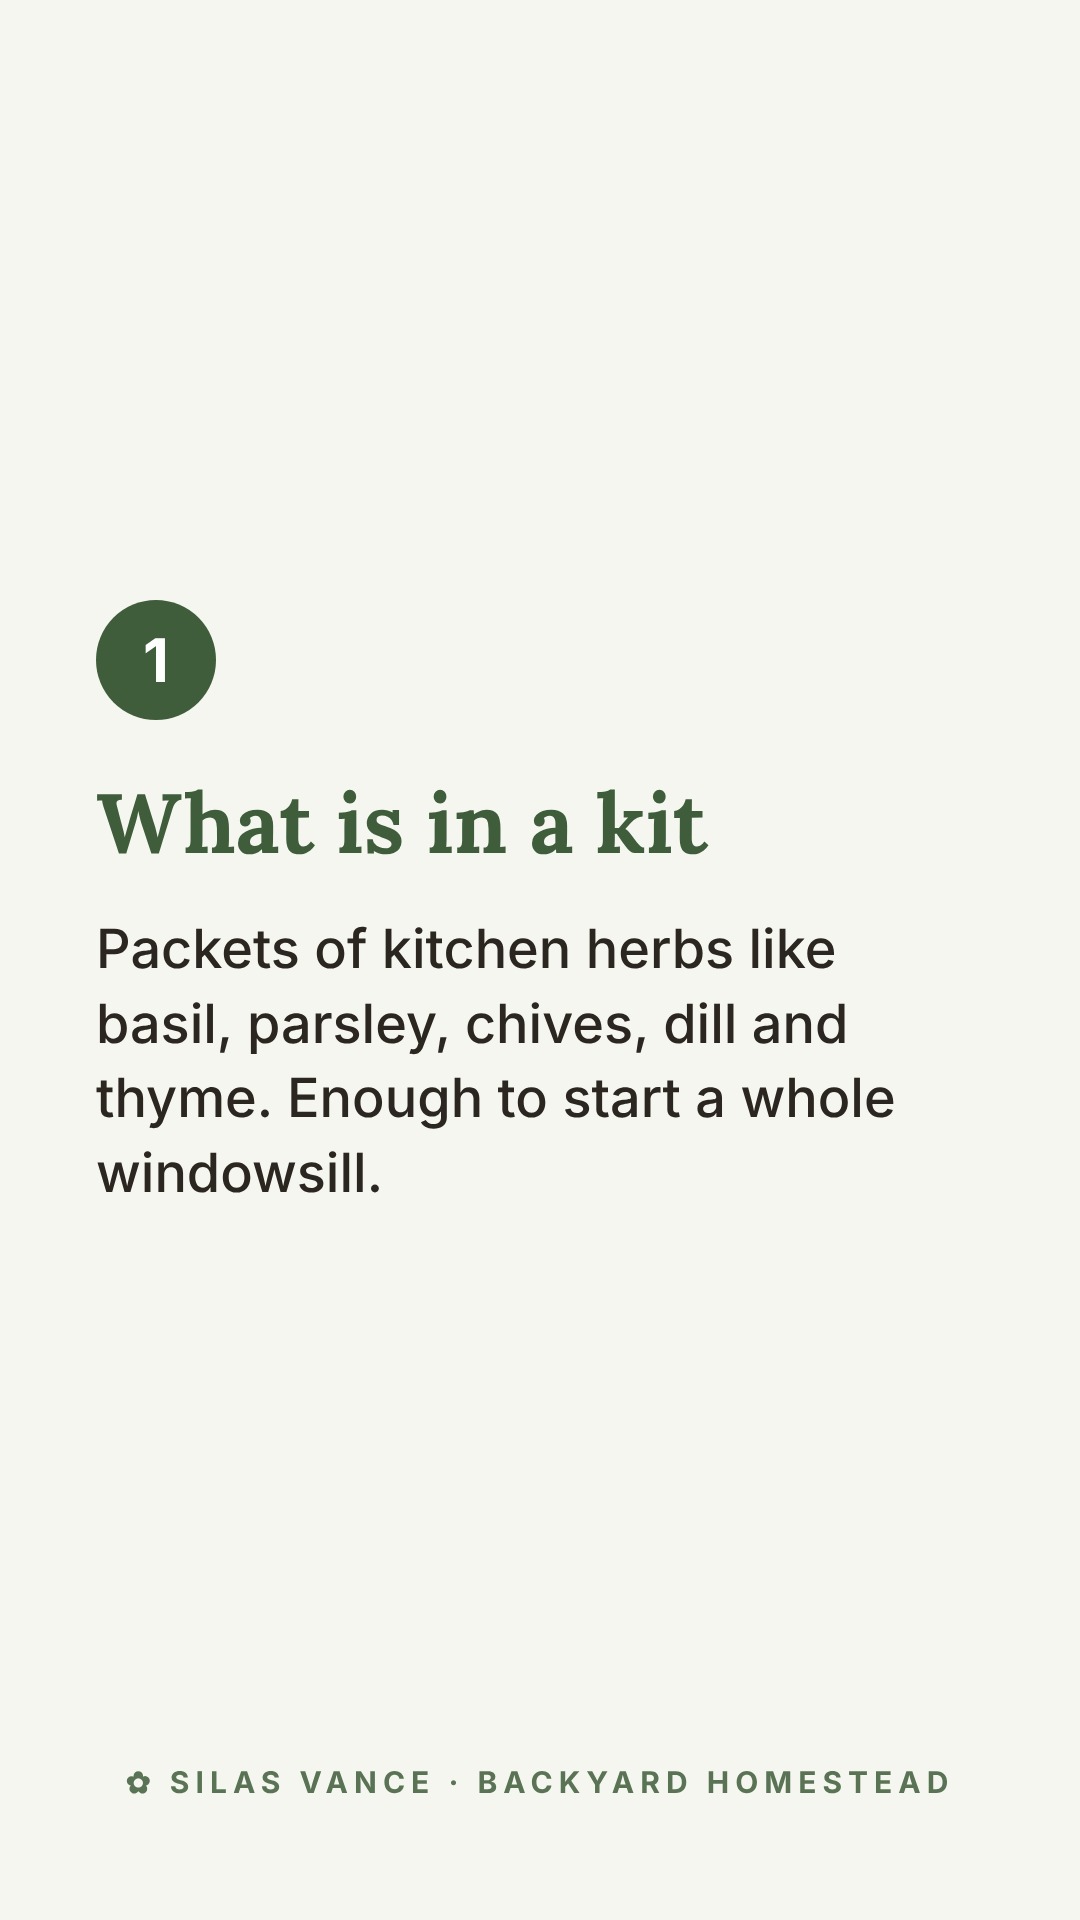 1
What is in a kit
Packets of kitchen herbs like
basil, parsley, chives, dill and
thyme. Enough to start a whole
windowsill.
✿ SILAS VANCE · BACKYARD HOMESTEAD